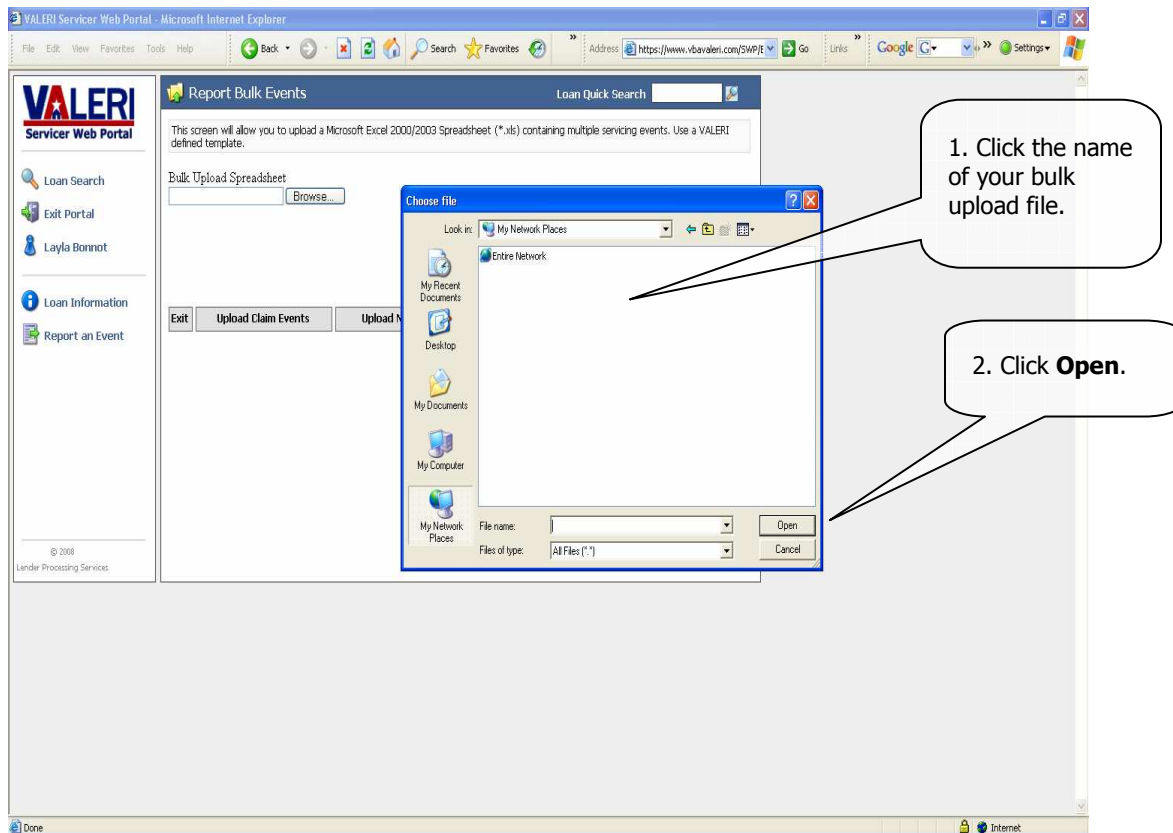 VALERI Servicer Web Portal - Microsoft Internet Explorer
File Edit View Favorites Tools Help
Back
Search
Favorites
»
Address https://www.vbavaleri.com/SWP/E
Go
Links
»
Google
G
»
Settings
VALERI
Servicer Web Portal
Loan Search
Exit Portal
Layla Bonnot
Loan Information
Report an Event
© 2008
Lender Processing Services
Report Bulk Events
Loan Quick Search
This screen will allow you to upload a Microsoft Excel 2000/2003 Spreadsheet (*.xls) containing multiple servicing events. Use a VALERI
defined template.
Bulk Upload Spreadsheet
Browse...
Exit
Upload Claim Events
Upload N
Choose file
Look in: My Network Places
Entire Network
My Recent
Documents
Desktop
My Documents
My Computer
My Network
Places
File name:
Open
Files of type: All Files (*.*)
Cancel
1. Click the name
of your bulk
upload file.
2. Click Open.
Done
Internet